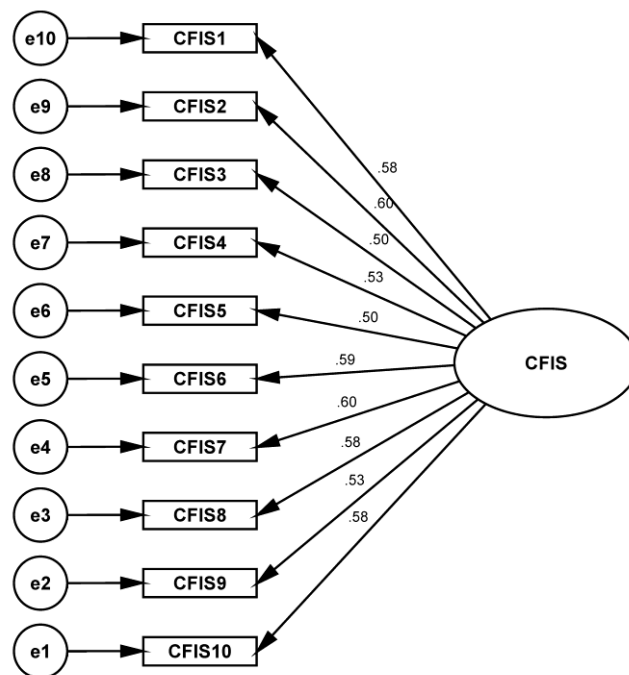 e10 CFIS1
e9 CFIS2
e8 CFIS3
.58
e7 CFIS4
.60
.50
.53
e6 CFIS5
.50
e5 CFIS6
.59
CFIS
.60
e4 CFIS7
.58
e3 CFIS8
.53
.58
e2 CFIS9
e1 CFIS10